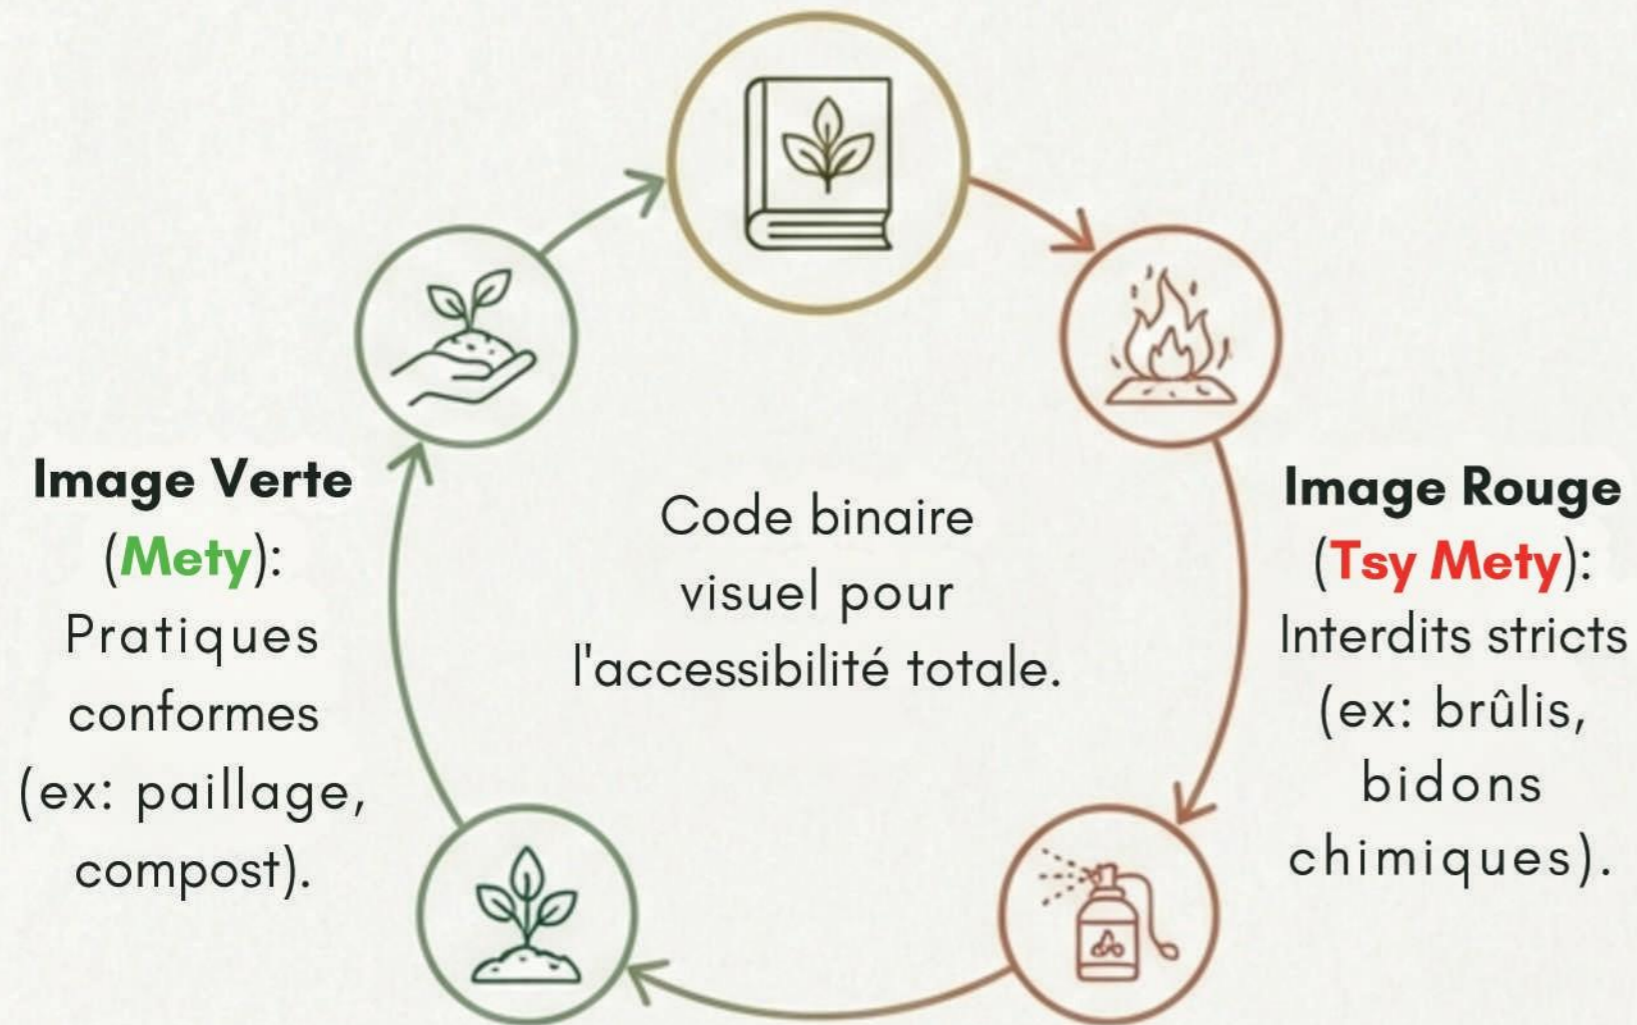 Image Verte
(Mety):
Pratiques
conformes
(ex: paillage,
compost).
Code binaire
visuel pour
l'accessibilité totale.
Image Rouge
(Tsy Mety):
Interdits stricts
(ex: brûlis,
bidons
chimiques).